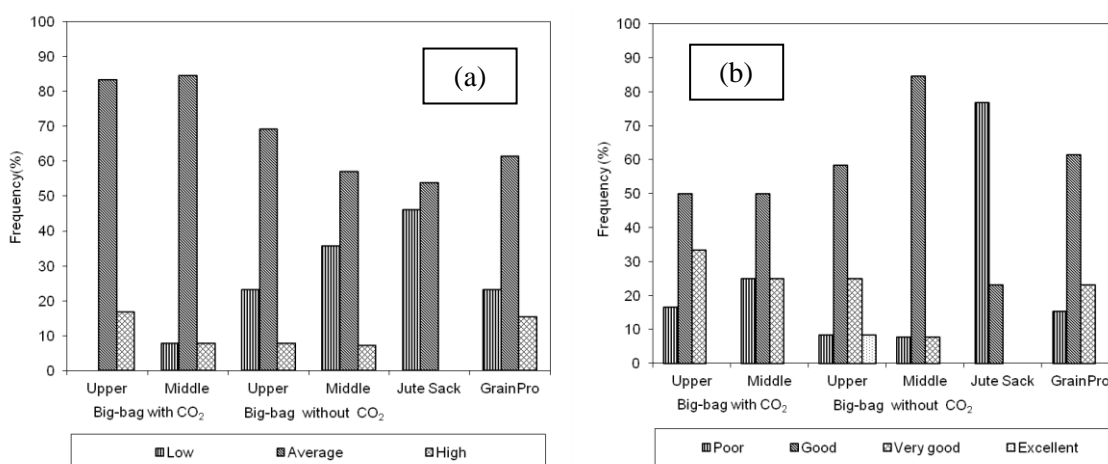 100
90
80
70
60
50
40
30
20
10
0
Frequency(%)
(a)
Upper Middle Upper Middle Jute Sack GrainPro
Big-bag with CO₂ Big-bag without CO₂
Low Average High
100
90
80
70
60
50
40
30
20
10
0
Frequency (%)
(b)
Upper Middle Upper Middle Jute Sack GrainPro
Big-bag with CO₂ Big-bag without CO₂
Poor Good Very good Excellent